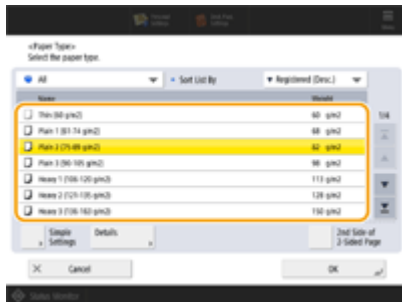 <Paper Type>
Select the paper type.
All
Sort List By
Registered (Desc.)
Name
Weight
Thin (60 g/m2)
60 g/m2
1/4
Plain 1 (61-74 g/m2)
68 g/m2
Plain 2 (75-89 g/m2)
82 g/m2
Plain 3 (90-105 g/m2)
98 g/m2
Heavy 1 (106-120 g/m2)
113 g/m2
Heavy 2 (121-135 g/m2)
128 g/m2
Heavy 3 (136-163 g/m2)
150 g/m2
Simple
Settings
Details
2nd Side of
2-Sided Page
Cancel
OK
Status Monitor